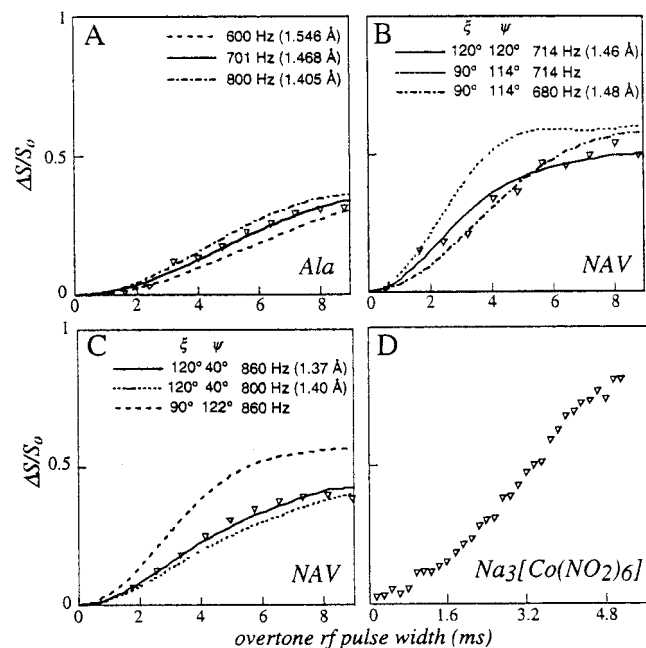 A
600 Hz (1.546 Å)
701 Hz (1.468 Å)
800 Hz (1.405 Å)
1
0.5
0
ΔS/So
0 2 4 6 8
Ala
B
ξ ψ
120° 120° 714 Hz (1.46 Å)
90° 114° 714 Hz
90° 114° 680 Hz (1.48 Å)
0 2 4 6 8
NAV
C
ξ ψ
120° 40° 860 Hz (1.37 Å)
120° 40° 800 Hz (1.40 Å)
90° 122° 860 Hz
1
0.5
0
ΔS/So
0 2 4 6 8
NAV
D
Na3[Co(NO2)6]
0 1.6 3.2 4.8
overtone rf pulse width (ms)